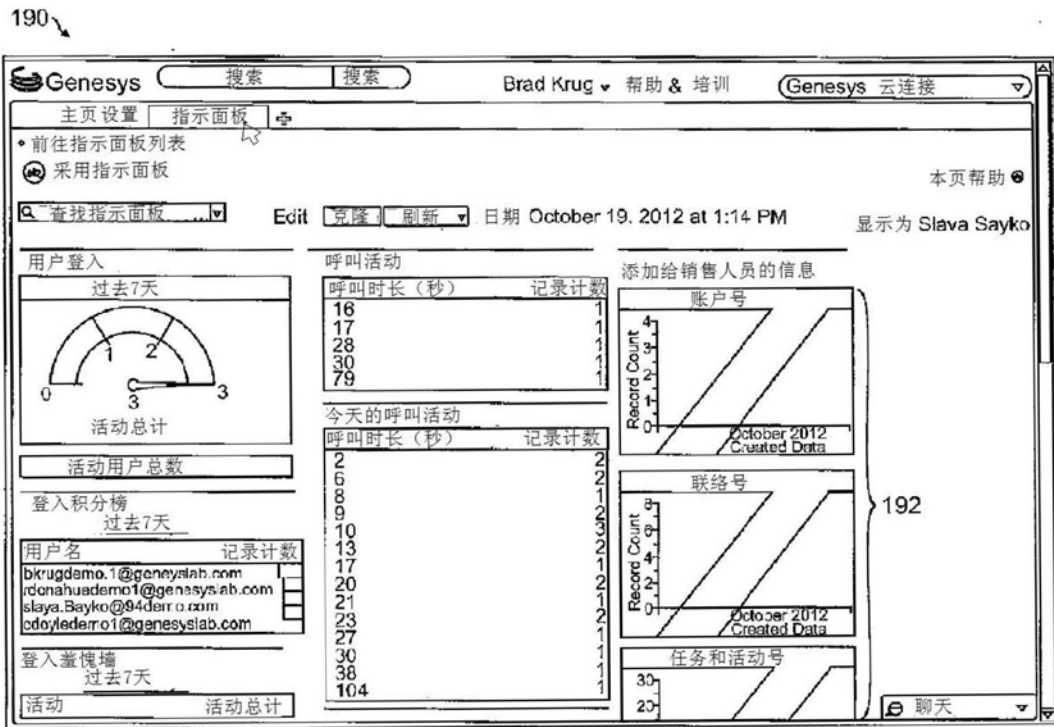 190
Genesys 搜索 搜索 Brad Krug 帮助 & 培训 Genesys 云连接
主页设置 指示面板
前往指示面板列表
采用指示面板
本页帮助
查找指示面板 ... Edit 克隆 刷新 日期 October 19. 2012 at 1:14 PM
显示为 Slava Sayko
用户登入
过去7天
0 1 2 3
3
活动总计
活动用户总数
登入积分榜
过去7天
用户名 记录计数
bkrugdemo.1@geneyslab.com
rdonahuedemo1@genesyslab.com
slaya.Bayko@94demo.com
cdoyledemo1@genesyslab.com
登入羞愧墙
过去7天
活动 活动总计
呼叫活动
呼叫时长（秒） 记录计数
16 1
17 1
28 1
30 1
79 1
今天的呼叫活动
呼叫时长（秒） 记录计数
2 2
6 2
8 1
9 2
10 3
13 2
17 1
20 2
21 1
23 2
27 1
30 1
38 1
104 1
添加给销售人员的信息
账户号
Record Count
4
3
2
1
0
October 2012
Created Data
联络号
Record Count
8
6
4
2
0
October 2012
Created Data
任务和活动号
30
20
192
聊天